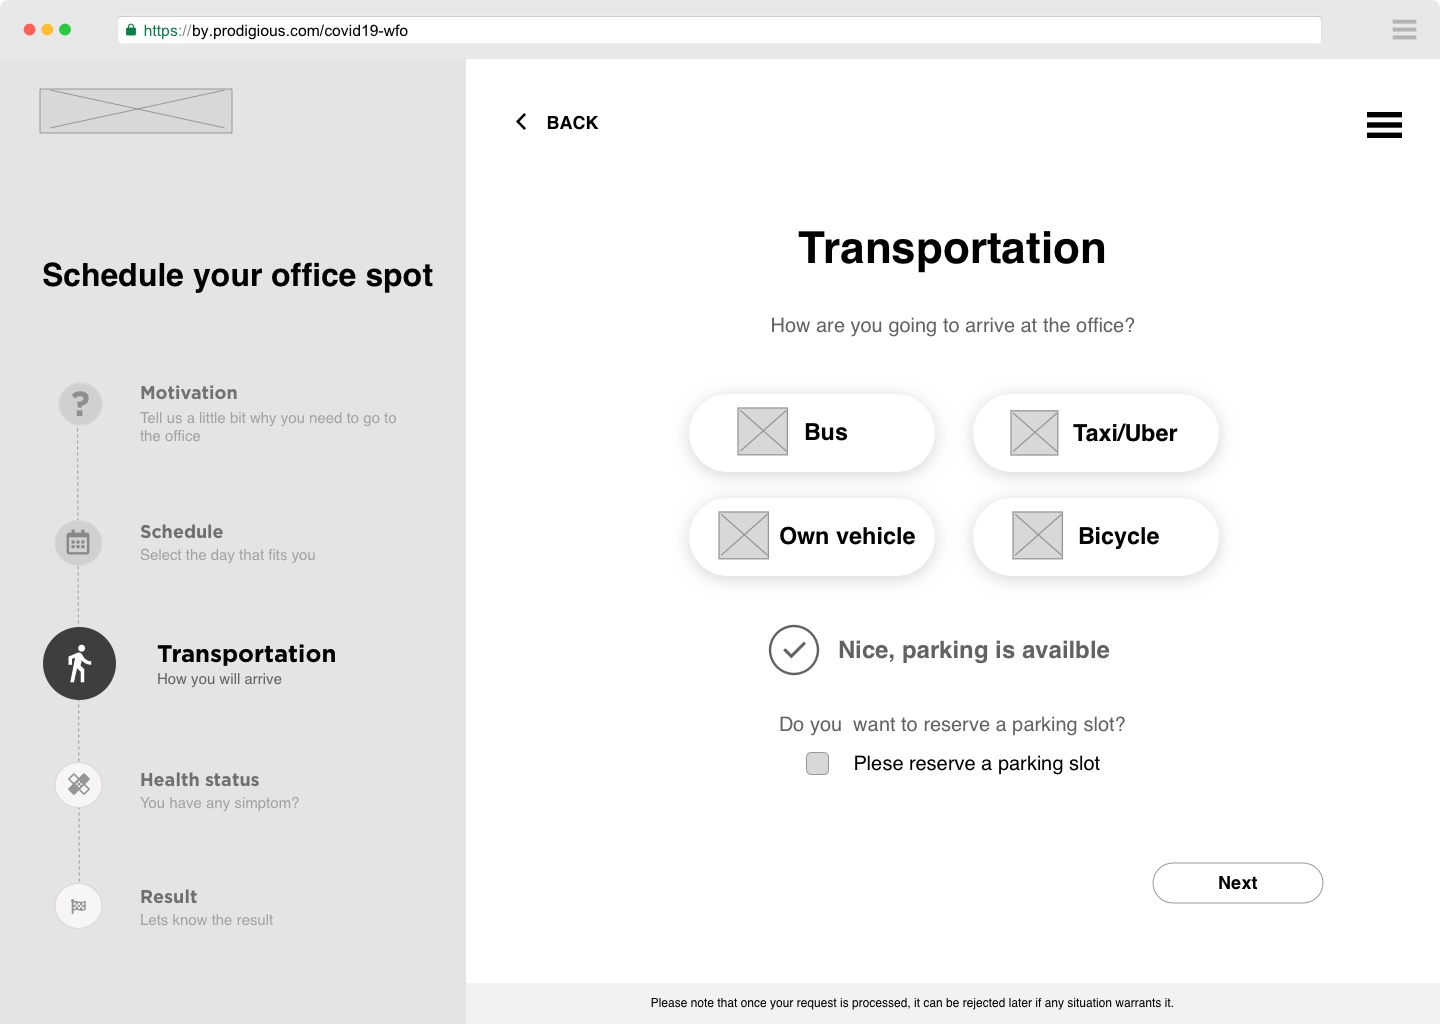 https://by.prodigious.com/covid19-wfo
BACK
Schedule your office spot
Motivation
Tell us a little bit why you need to go to
the office
Schedule
Select the day that fits you
Transportation
How you will arrive
Health status
You have any simptom?
Result
Lets know the result
Transportation
How are you going to arrive at the office?
Bus
Taxi/Uber
Own vehicle
Bicycle
Nice, parking is availble
Do you  want to reserve a parking slot?
Plese reserve a parking slot
Next
Please note that once your request is processed, it can be rejected later if any situation warrants it.